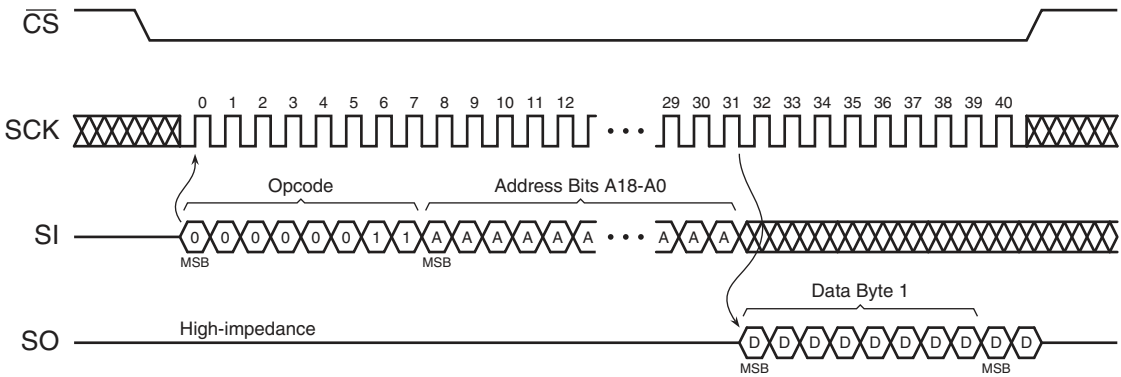 CS
0 1 2 3 4 5 6 7 8 9 10 11 12 29 30 31 32 33 34 35 36 37 38 39 40
SCK
Opcode Address Bits A18-A0
SI 0 0 0 0 0 0 1 1 A A A A A A A A A
MSB MSB
Data Byte 1
High-impedance
SO D D D D D D D D D D
MSB MSB